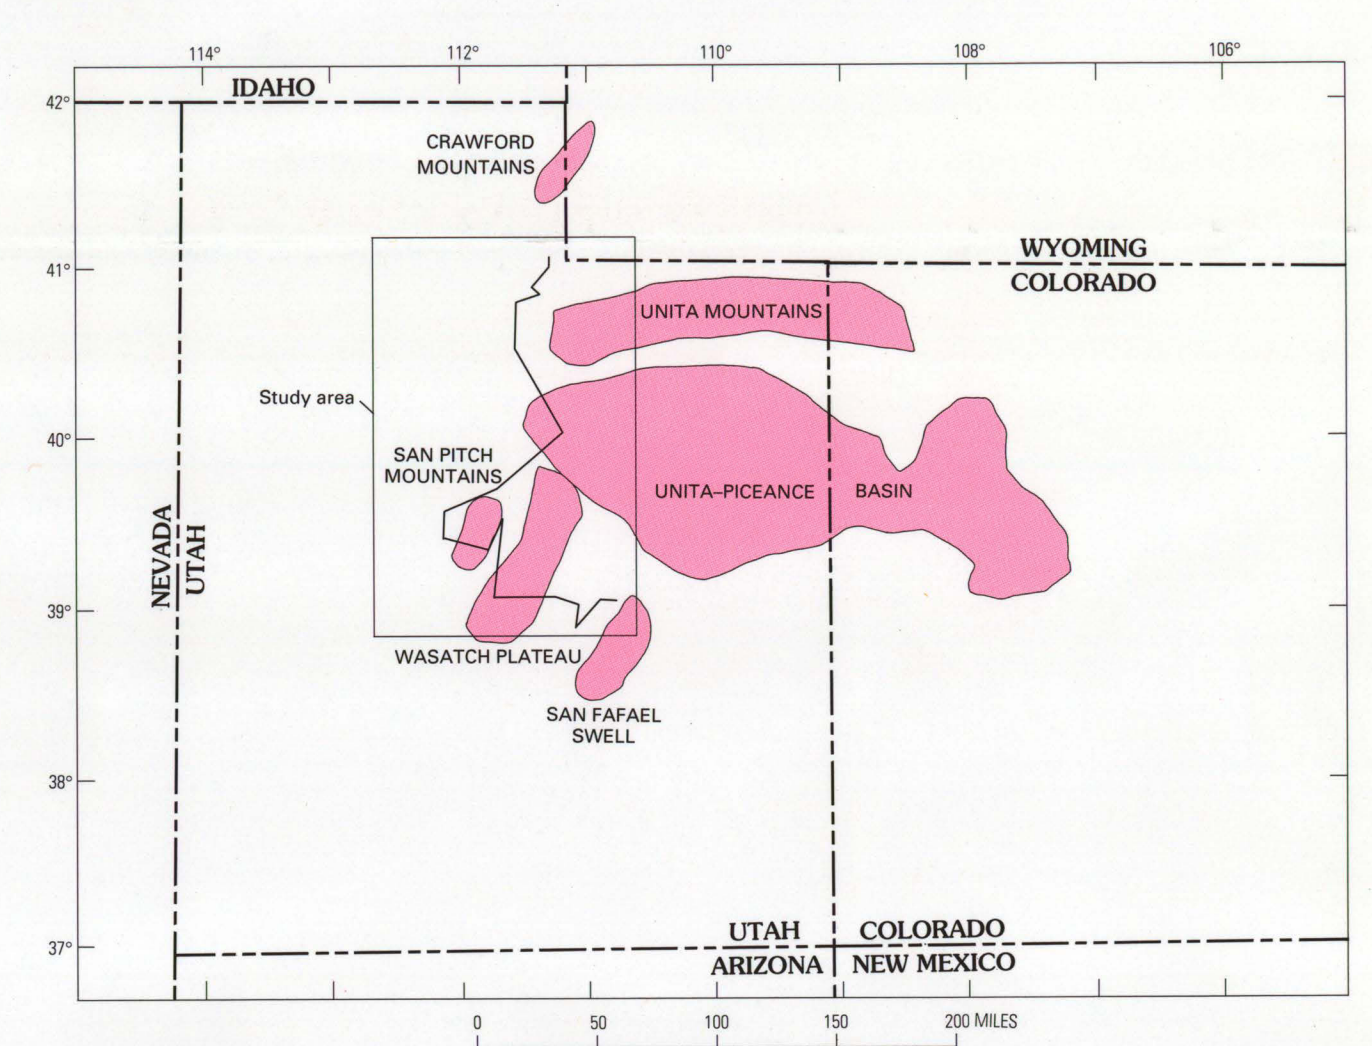 114° 112° 110° 108° 106°
42°
IDAHO
CRAWFORD
MOUNTAINS
41°
WYOMING
COLORADO
UNITA MOUNTAINS
Study area
40°
SAN PITCH
MOUNTAINS
UNITA–PICEANCE BASIN
NEVADA
UTAH
39°
WASATCH PLATEAU
SAN FAFAEL
SWELL
38°
37°
UTAH COLORADO
ARIZONA NEW MEXICO
0 50 100 150 200 MILES